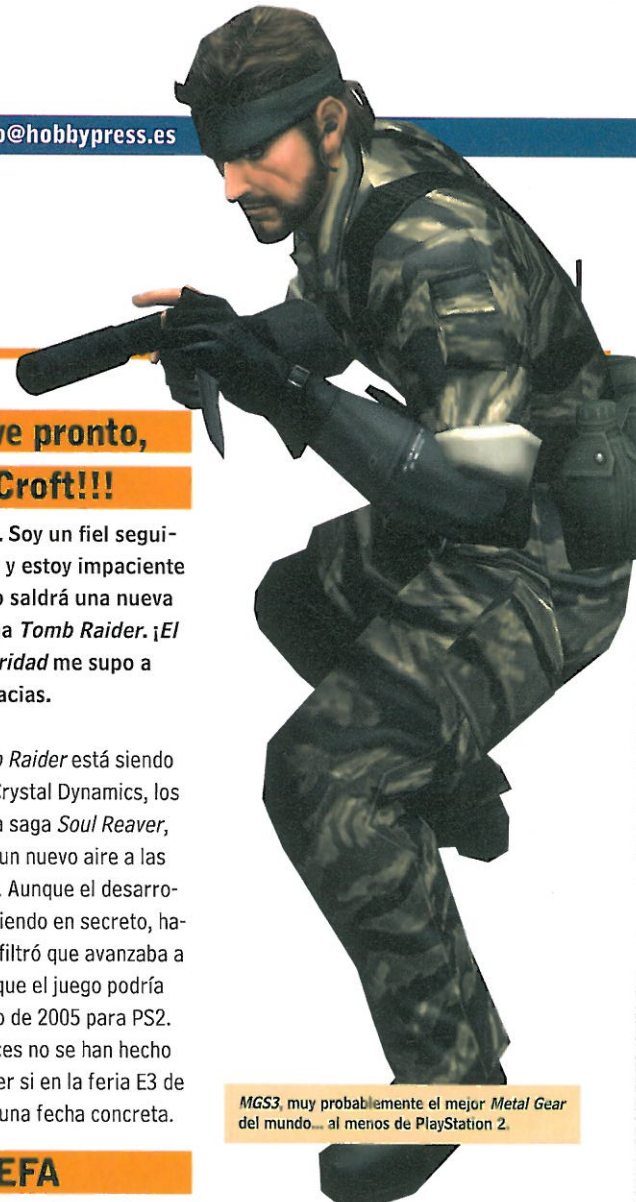 o@hobbypress.es
ve pronto,
Croft!!!
. Soy un fiel segui-
y estoy impaciente
o saldrá una nueva
a Tomb Raider. ¡El
ridad me supo a
acias.
b Raider está siendo
Crystal Dynamics, los
a saga Soul Reaver,
un nuevo aire a las
. Aunque el desarro-
iendo en secreto, ha-
filtró que avanzaba a
que el juego podría
o de 2005 para PS2.
ces no se han hecho
er si en la feria E3 de
una fecha concreta.
EFA
MGS3, muy probablemente el mejor Metal Gear
del mundo... al menos de PlayStation 2.